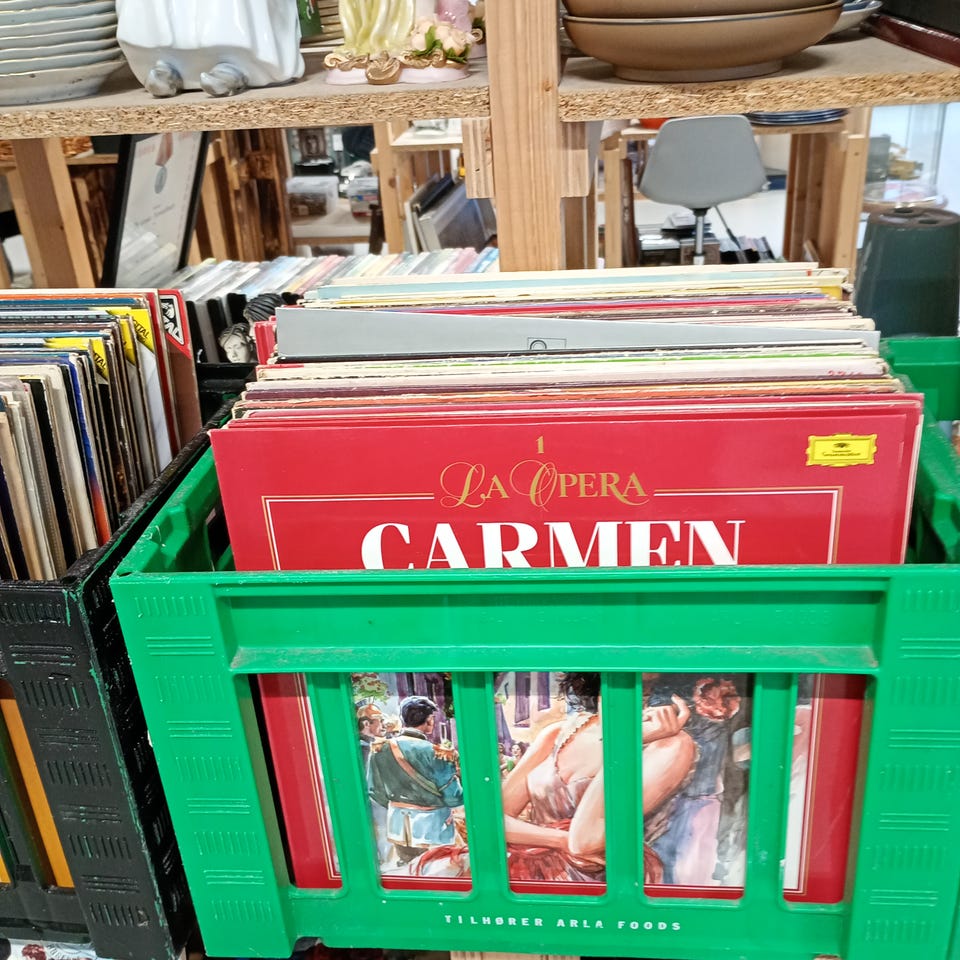 1
LA OPERA
CARMEN
TILHØRER ARLA FOODS